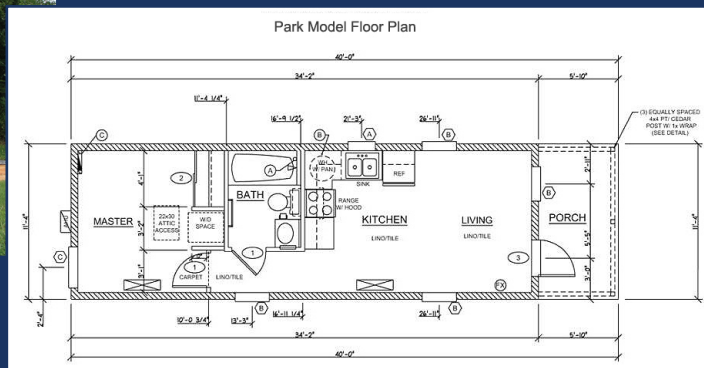 Park Model Floor Plan
40'-0"
34'-2"
5'-10"
11'-4 1/4"
16'-9 1/2"
21'-3"
26'-11"
(3) EQUALLY SPACED
4x4 PT/ CEDAR
POST W/ 1x WRAP
(SEE DETAIL)
C
B
A
B
2
A
WH
W/ PAN
SINK
REF
2'-11"
4'-1"
BATH
RANGE
W/ HOOD
B
11'-4"
MASTER
22x30
ATTIC
ACCESS
W/D
SPACE
KITCHEN
LINO/TILE
LIVING
LINO/TILE
PORCH
11'-4"
3'-2"
5'-5"
C
1
1
3
3'-1"
CARPET
LINO/TILE
3'-0"
FX
2'-4"
B
B
10'-0 3/4"
13'-3"
16'-11 1/4"
26'-11"
34'-2"
5'-10"
40'-0"